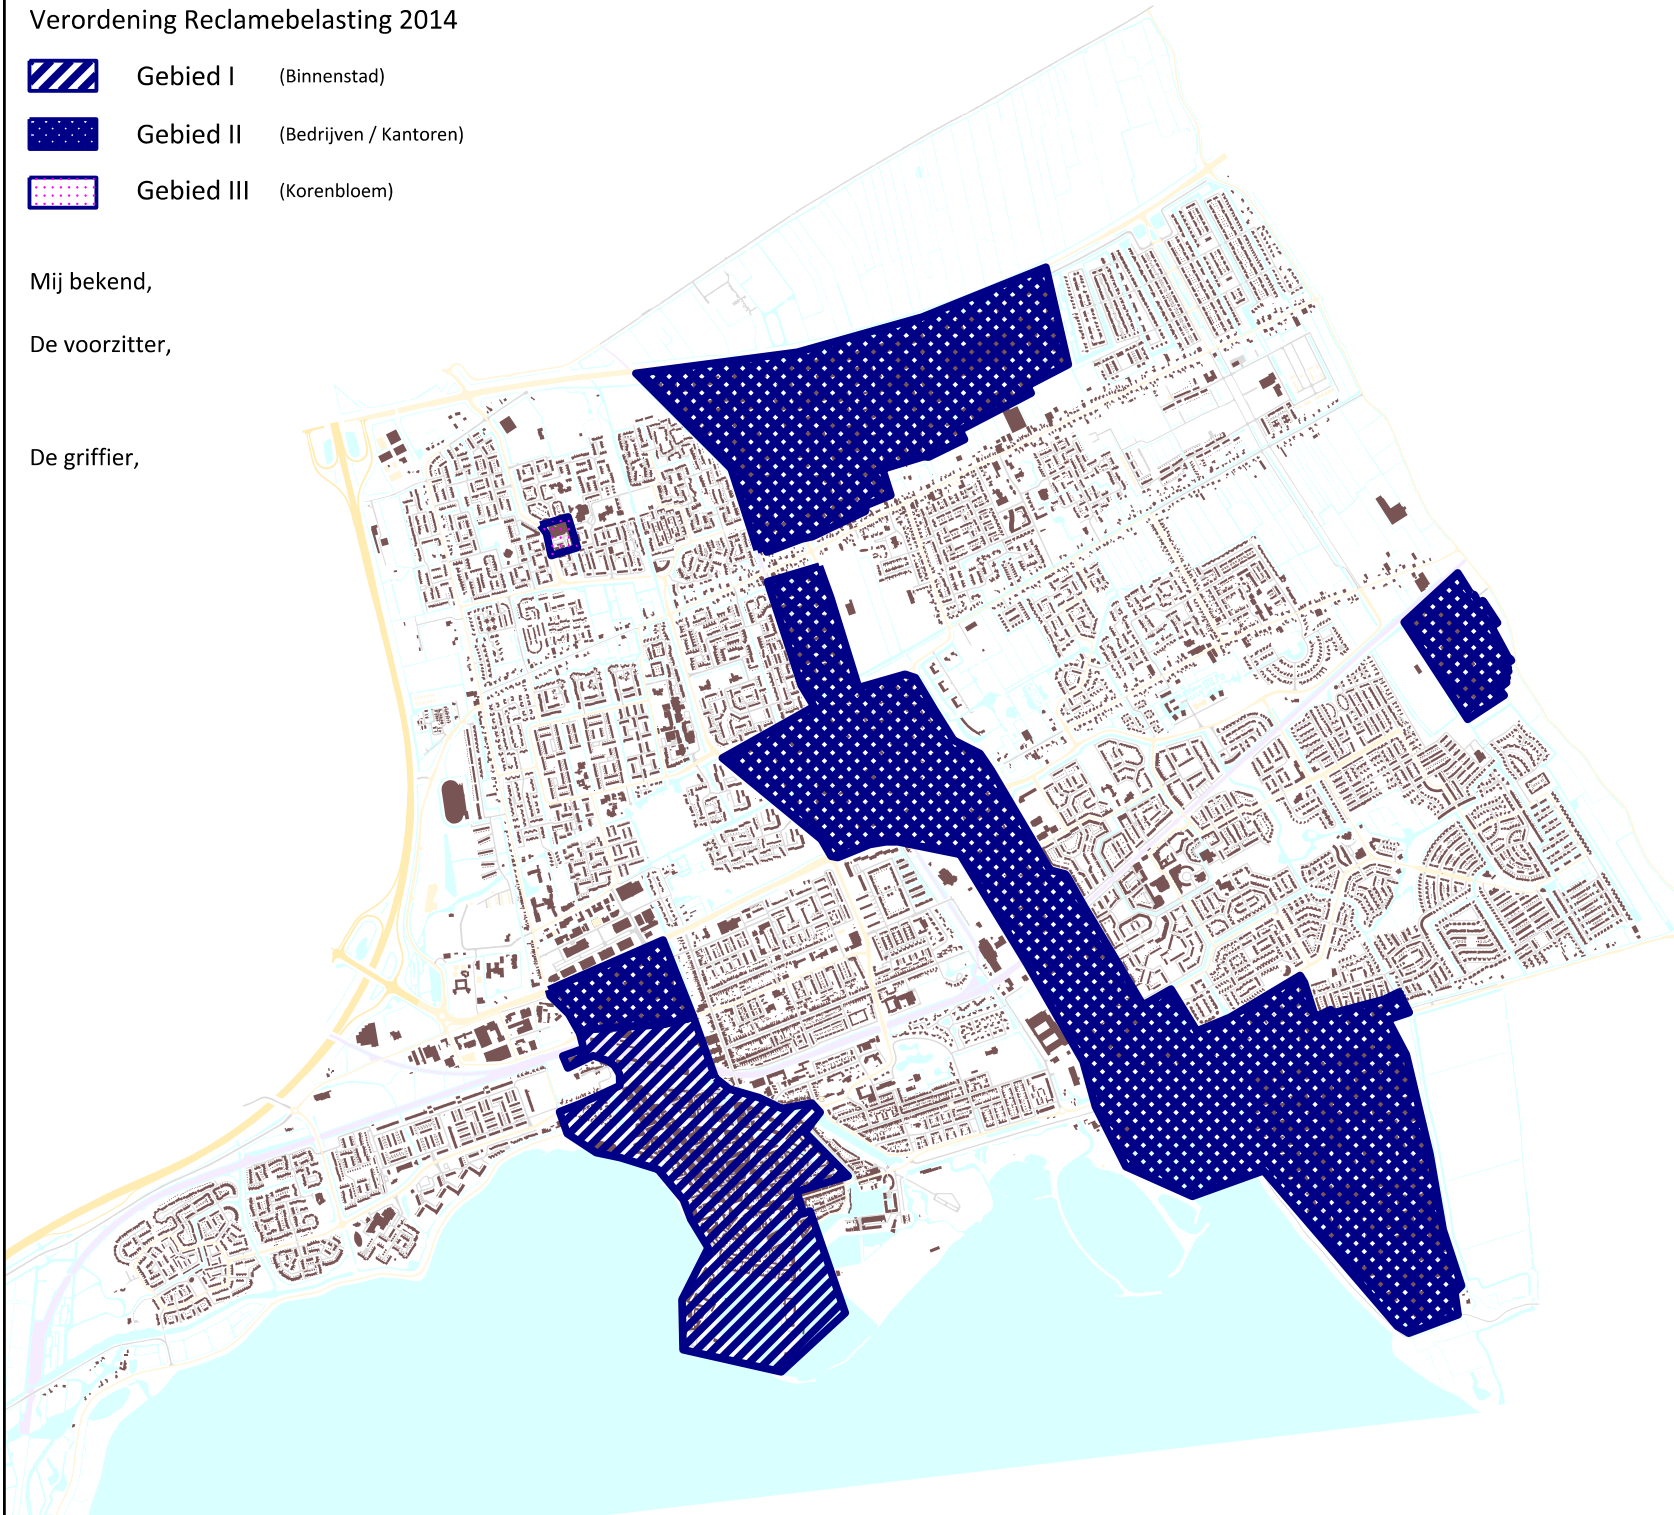 Verordening Reclamebelasting 2014
Gebied I (Binnenstad)
Gebied II (Bedrijven / Kantoren)
Gebied III (Korenbloem)
Mij bekend,
De voorzitter,
De griffier,